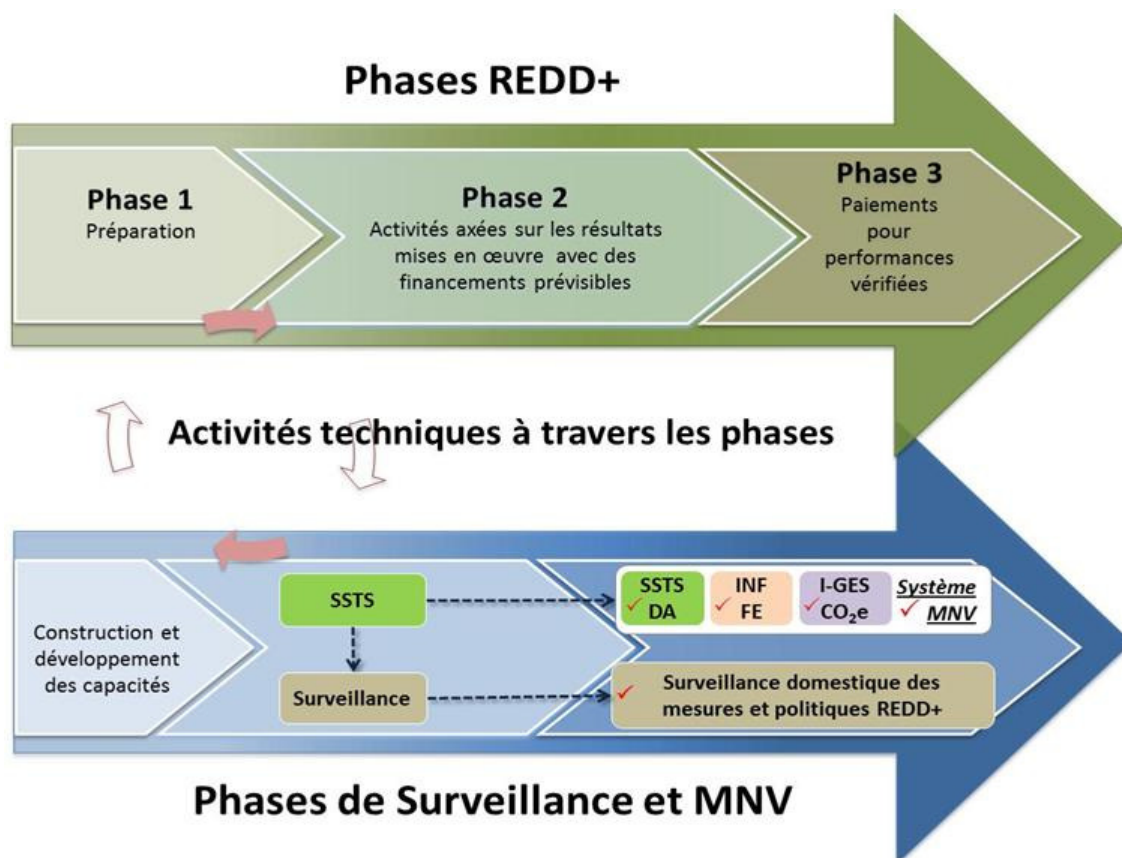 Phases REDD+
Phase 1
Préparation
Phase 2
Activités axées sur les résultats
mises en œuvre avec des
financements prévisibles
Phase 3
Paiements
pour
performances
vérifiées
Activités techniques à travers les phases
Construction et
développement
des capacités
SSTS
Surveillance
SSTS
DA
INF
FE
I-GES
CO₂e
Système
MNV
Surveillance domestique des
mesures et politiques REDD+
Phases de Surveillance et MNV